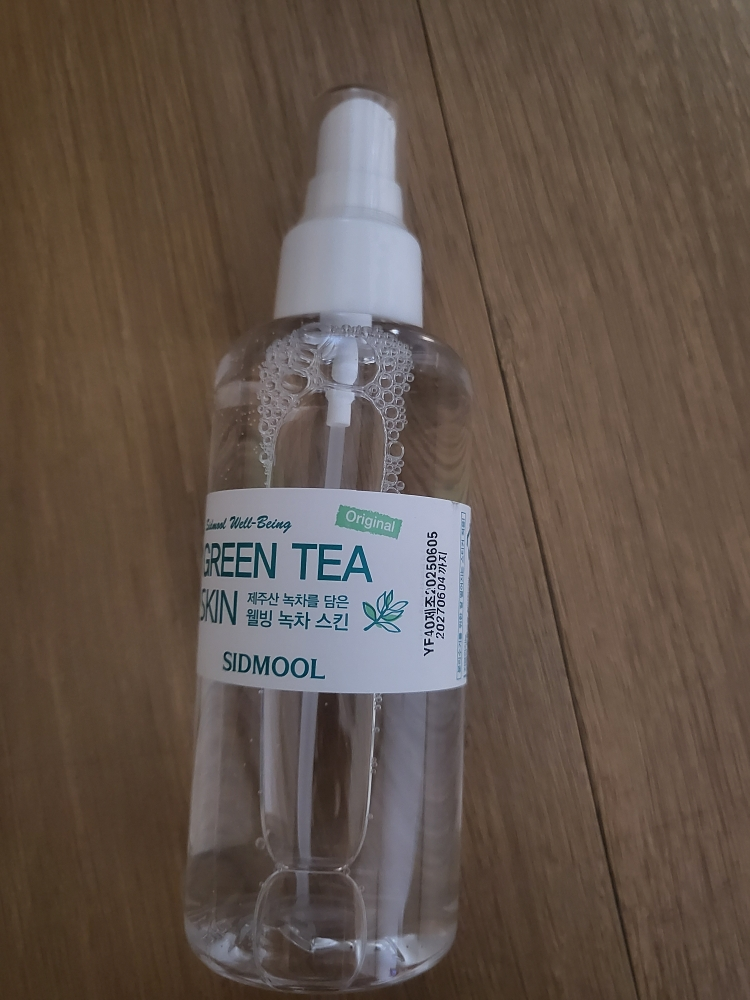 Sidmool Well-Being
Original
GREEN TEA
SKIN
제주산 녹차를 담은
웰빙 녹차 스킨
SIDMOOL
YF40제조20250605
20270604까지